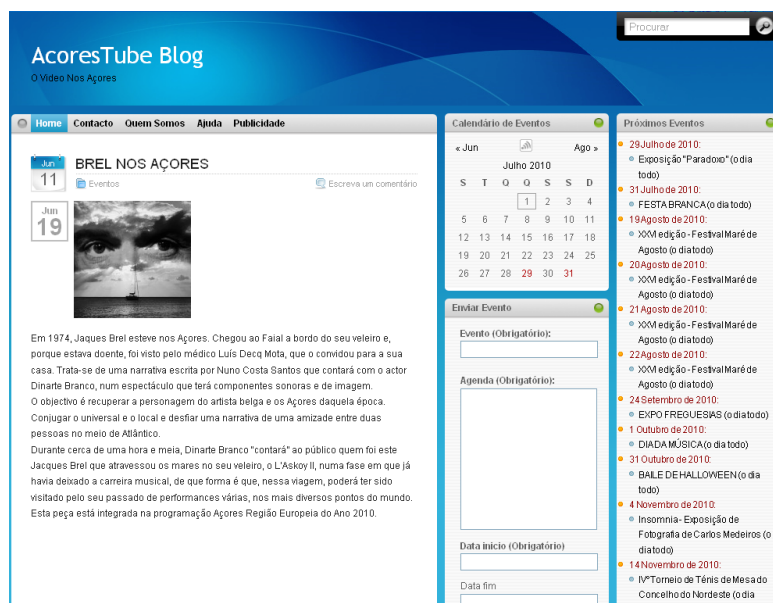 Procurar
AcoresTube Blog
O Video Nos Açores
Home Contacto Quem Somos Ajuda Publicidade
Jun
11
BREL NOS AÇORES
Eventos
Escreva um comentário
Jun
19
Em 1974, Jaques Brel esteve nos Açores. Chegou ao Faial a bordo do seu veleiro e,
porque estava doente, foi visto pelo médico Luís Decq Mota, que o convidou para a sua
casa. Trata-se de uma narrativa escrita por Nuno Costa Santos que contará com o actor
Dinarte Branco, num espectáculo que terá componentes sonoras e de imagem.
O objectivo é recuperar a personagem do artista belga e os Açores daquela época.
Conjugar o universal e o local e desfiar uma narrativa de uma amizade entre duas
pessoas no meio de Atlântico.
Durante cerca de uma hora e meia, Dinarte Branco "contará" ao público quem foi este
Jacques Brel que atravessou os mares no seu veleiro, o L'Askoy II, numa fase em que já
havia deixado a carreira musical, de que forma é que, nessa viagem, poderá ter sido
visitado pelo seu passado de performances várias, nos mais diversos pontos do mundo.
Esta peça está integrada na programação Açores Região Europeia do Ano 2010.
Calendário de Eventos
« Jun Ago »
Julho 2010
S T Q Q S S D
1 2 3 4
5 6 7 8 9 10 11
12 13 14 15 16 17 18
19 20 21 22 23 24 25
26 27 28 29 30 31
Enviar Evento
Evento (Obrigatório):
Agenda (Obrigatório):
Data inicio (Obrigatório)
Data fim
Próximos Eventos
29 Julho de 2010:
Exposição "Paradoxo" (o dia
todo)
31 Julho de 2010:
FESTA BRANCA (o dia todo)
19 Agosto de 2010:
XXVI edição - Festival Maré de
Agosto (o dia todo)
20 Agosto de 2010:
XXVI edição - Festival Maré de
Agosto (o dia todo)
21 Agosto de 2010:
XXVI edição - Festival Maré de
Agosto (o dia todo)
22 Agosto de 2010:
XXVI edição - Festival Maré de
Agosto (o dia todo)
24 Setembro de 2010:
EXPO FREGUESIAS (o dia todo)
1 Outubro de 2010:
DIA DA MÚSICA (o dia todo)
31 Outubro de 2010:
BAILE DE HALLOWEEN (o dia
todo)
4 Novembro de 2010:
Insomnia - Exposição de
Fotografia de Carlos Medeiros (o
dia todo)
14 Novembro de 2010:
IVº Torneio de Ténis de Mesa do
Concelho do Nordeste (o dia